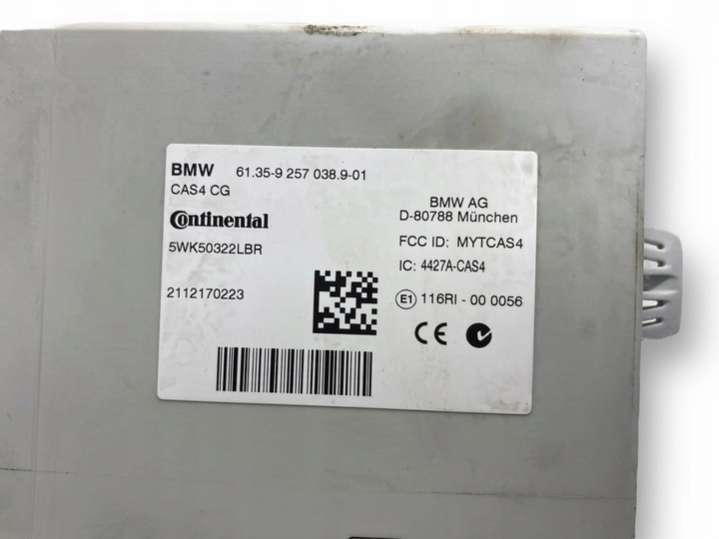 BMW 61.35-9 257 038.9-01
CAS4 CG
Continental
5WK50322LBR
2112170223
BMW AG
D-80788 München
FCC ID: MYTCAS4
IC: 4427A-CAS4
E1 116RI - 00 0056
CE